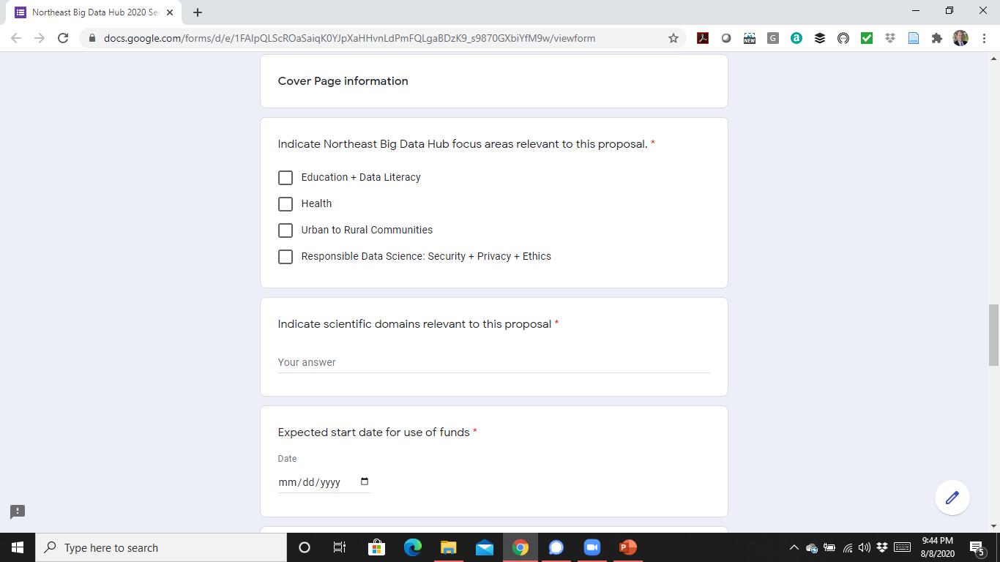 Northeast Big Data Hub 2020 Se
docs.google.com/forms/d/e/1FAIpQLScROaSaiqK0YJpXaHHvnLdPmFQLgaBDzK9_s9870GXbiYfM9w/viewform
NEW
G
a
Cover Page information
Indicate Northeast Big Data Hub focus areas relevant to this proposal. *
Education + Data Literacy
Health
Urban to Rural Communities
Responsible Data Science: Security + Privacy + Ethics
Indicate scientific domains relevant to this proposal *
Your answer
Expected start date for use of funds *
Date
mm/dd/yyyy
Type here to search
P
9:44 PM
8/8/2020
5